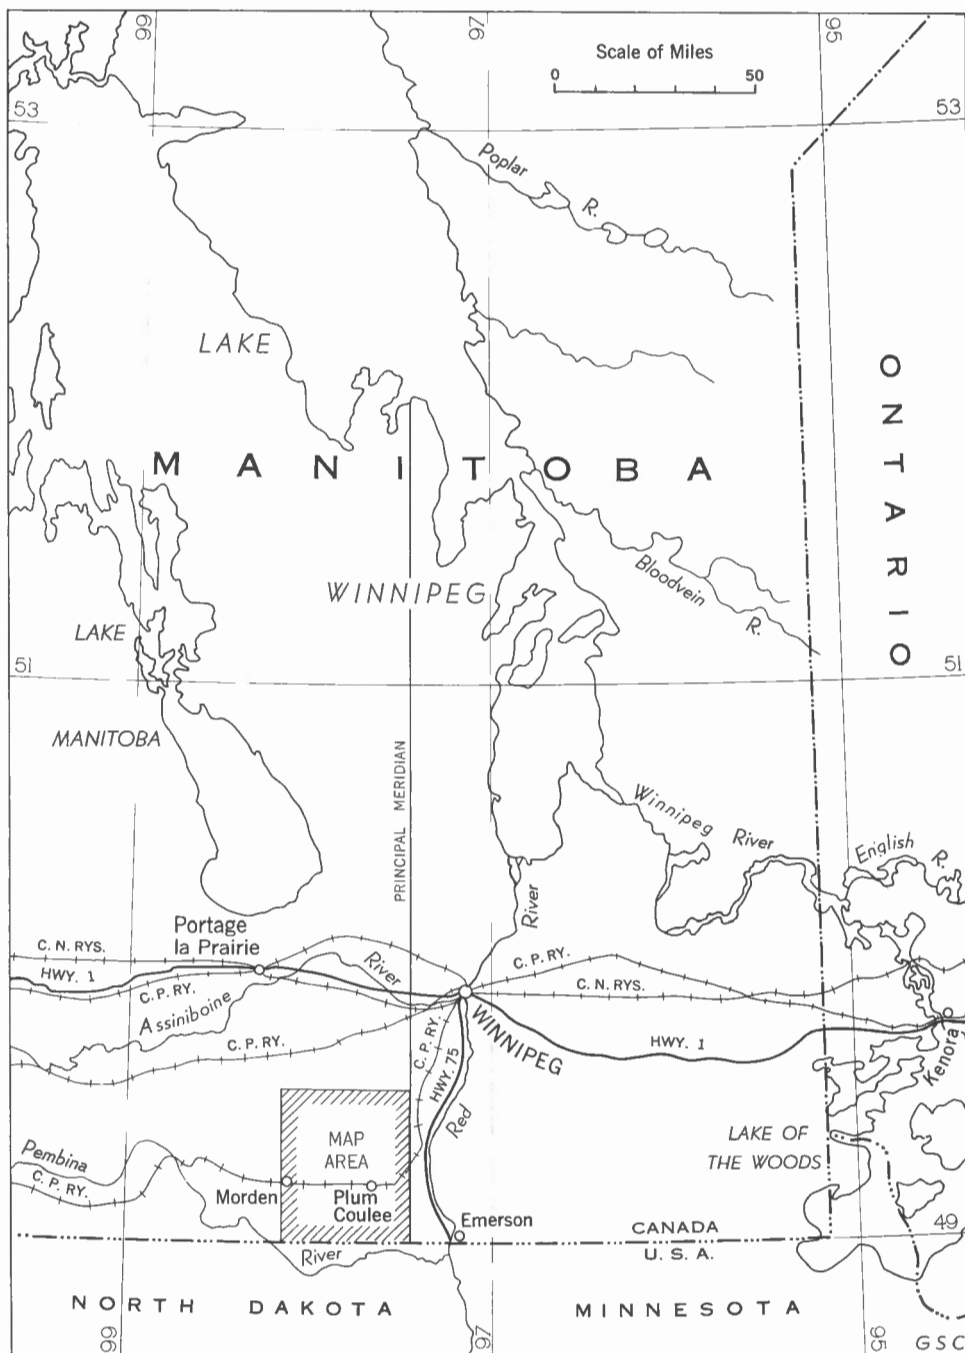 99
97
95
Scale of Miles
0 50
53
53
Poplar
R.
LAKE
ONTARIO
MANITOBA
WINNIPEG
Bloodvein
R.
LAKE
51
51
MANITOBA
PRINCIPAL MERIDIAN
Winnipeg River
English R.
River
Portage
la Prairie
C. N. RYS.
HWY. 1
C. P. RY.
River
Assiniboine
C. P. RY.
C. P. RY.
C. N. RYS.
WINNIPEG
HWY. 1
Kenora
C. P. RY.
HWY. 75
Red
MAP
AREA
LAKE OF
THE WOODS
Pembina
C. P. RY.
Morden
Plum
Coulee
Emerson
CANADA
49
U. S. A.
River
NORTH DAKOTA
MINNESOTA
99
97
95
GSC